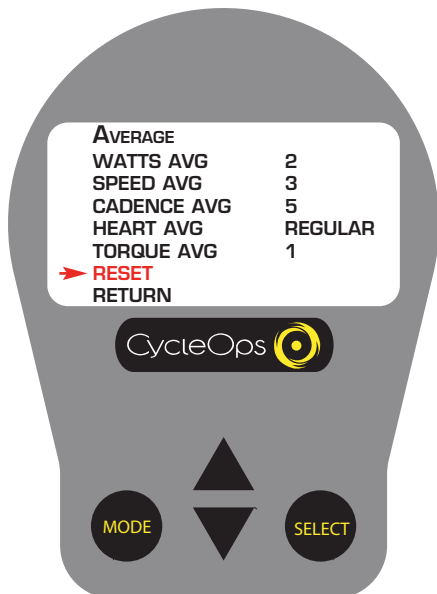 AVERAGE
WATTS AVG 2
SPEED AVG 3
CADENCE AVG 5
HEART AVG REGULAR
TORQUE AVG 1
RESET
RETURN
CycleOps
MODE SELECT